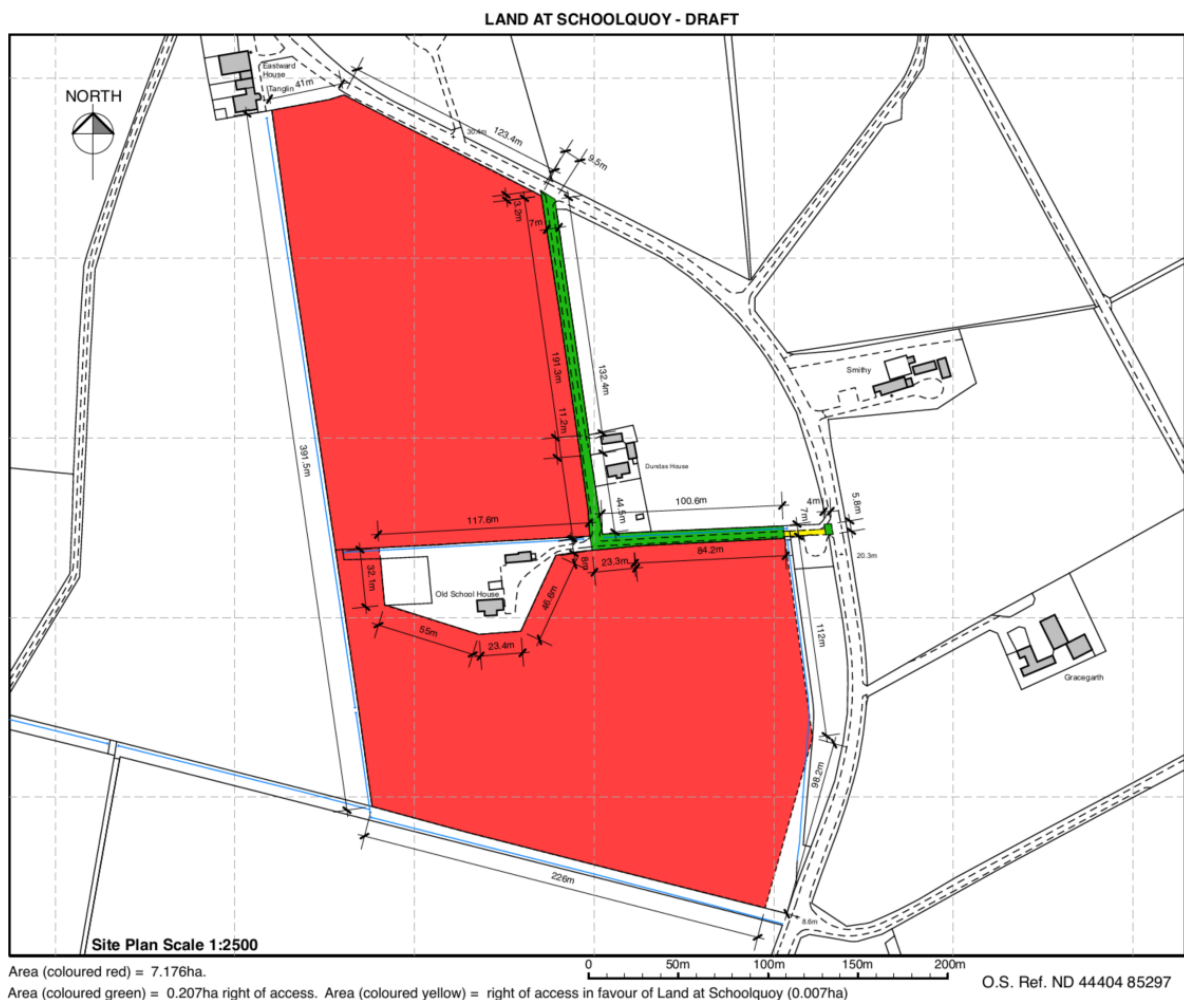 LAND AT SCHOOLQUOY - DRAFT
Eastward
House
Tanglin
41m
NORTH
123.4m
30.4m
9.5m
3.2m
7m
191.3m
132.4m
11.2m
Smithy
391.5m
Dundas House
44.5m
100.6m
4m
7m
5.8m
117.6m
20.3m
8m
23.3m
84.2m
32.1m
Old School House
46.6m
55m
23.4m
112m
Gracegarth
98.2m
226m
8.6m
Site Plan Scale 1:2500
0 50m 100m 150m 200m
Area (coloured red) = 7.176ha.
O.S. Ref. ND 44404 85297
Area (coloured green) = 0.207ha right of access. Area (coloured yellow) = right of access in favour of Land at Schoolquoy (0.007ha)